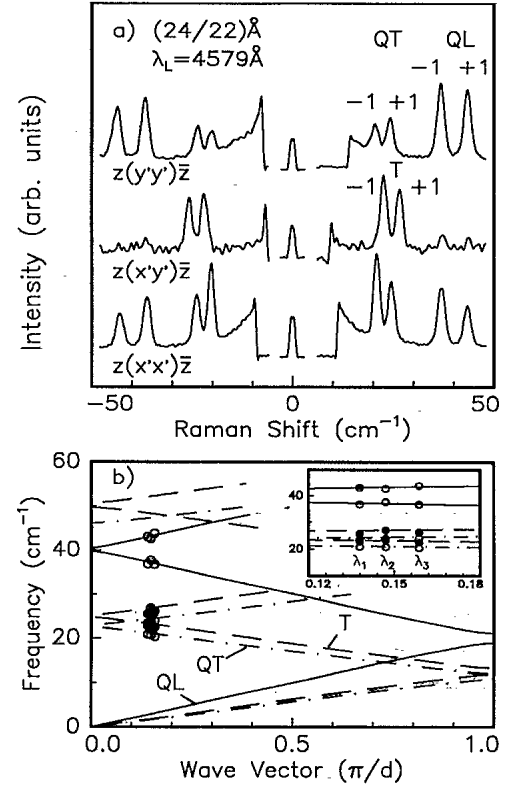 a) (24/22)Å
λL=4579Å
QT QL
−1 +1
−1 +1
z(y'y')z̄
T
−1 +1
z(x'y')z̄
z(x'x')z̄
Intensity (arb. units)
−50 0 50
Raman Shift (cm⁻¹)
b)
60
40
20
0
Frequency (cm⁻¹)
40
20
λ₁ λ₂ λ₃
0.12 0.15 0.18
T
QT
QL
0.0 0.5 1.0
Wave Vector (π/d)